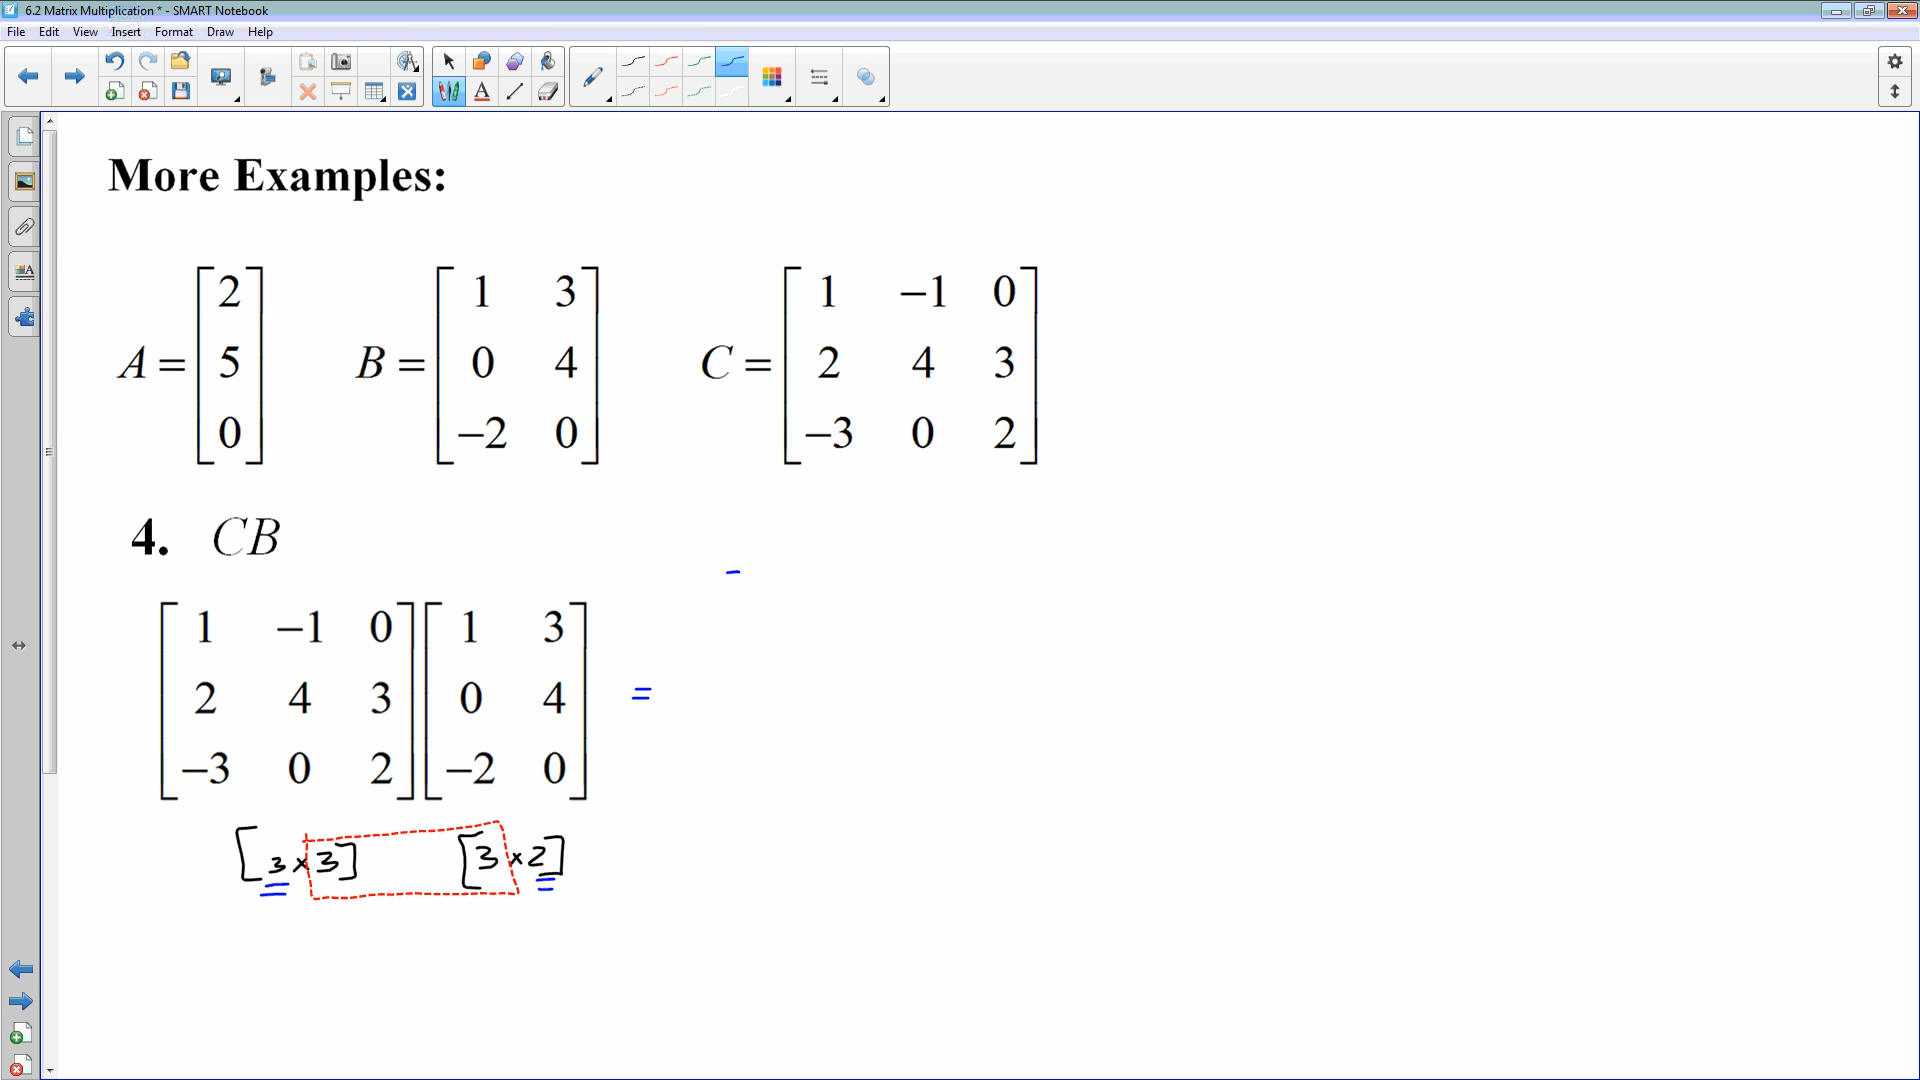 6.2 Matrix Multiplication * - SMART Notebook
File Edit View Insert Format Draw Help
More Examples:
A = [2 5 0] B = [1 3 0 4 −2 0] C = [1 −1 0 2 4 3 −3 0 2]
4. CB
[1 −1 0] [1 3]
[2 4 3] [0 4] =
[−3 0 2] [−2 0]
[3 × 3] [3 × 2]